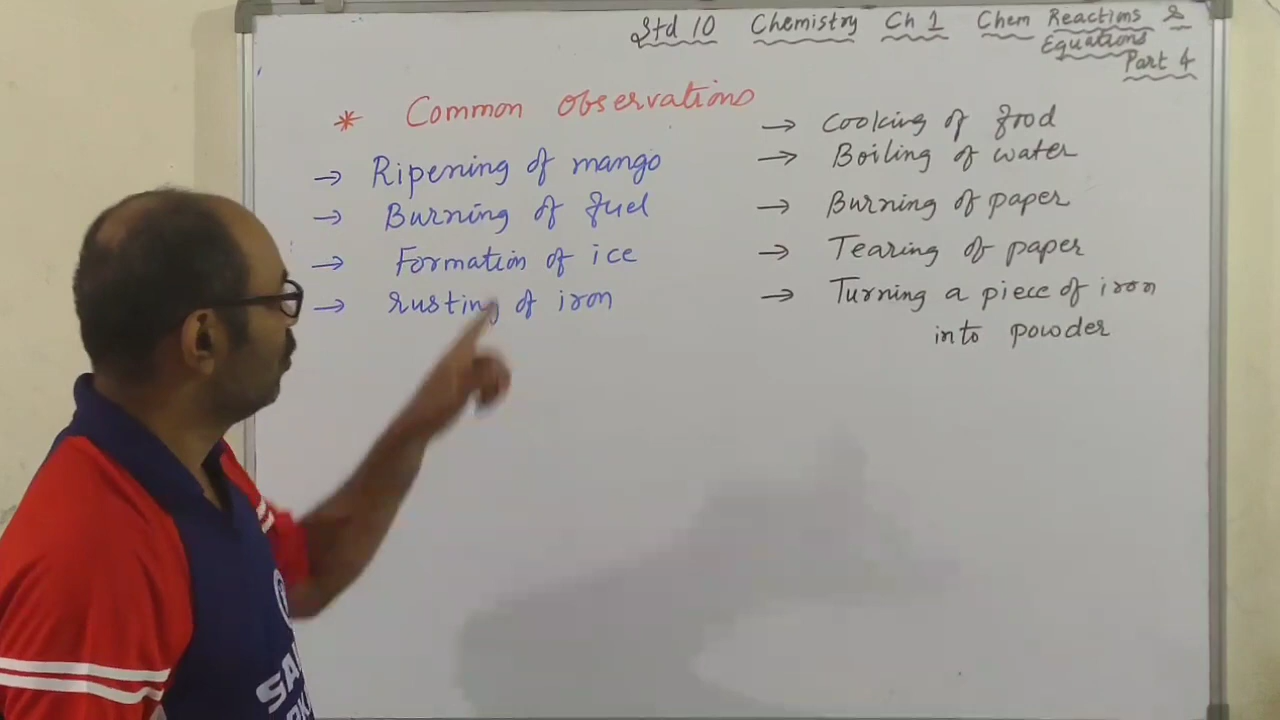 Std 10 Chemistry Ch 1 Chem Reactions &
Equations
Part 4
* Common Observations
→ Ripening of mango
→ Burning of fuel
→ Formation of ice
→ rusting of iron
→ Cooking of food
→ Boiling of water
→ Burning of paper
→ Tearing of paper
→ Turning a piece of iron
into powder